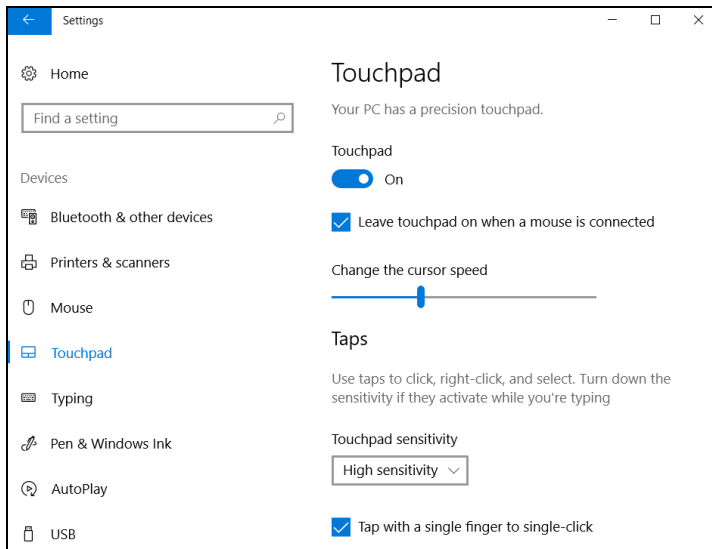 Settings
Home
Find a setting
Devices
Bluetooth & other devices
Printers & scanners
Mouse
Touchpad
Typing
Pen & Windows Ink
AutoPlay
USB
Touchpad
Your PC has a precision touchpad.
Touchpad
On
Leave touchpad on when a mouse is connected
Change the cursor speed
Taps
Use taps to click, right-click, and select. Turn down the
sensitivity if they activate while you're typing
Touchpad sensitivity
High sensitivity
Tap with a single finger to single-click